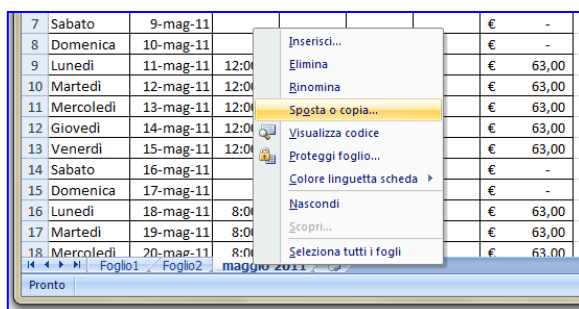 7 Sabato 9-mag-11 € -
8 Domenica 10-mag-11 € -
9 Lunedì 11-mag-11 12:00 € 63,00
10 Martedì 12-mag-11 12:00 € 63,00
11 Mercoledì 13-mag-11 12:00 € 63,00
12 Giovedì 14-mag-11 12:00 € 63,00
13 Venerdì 15-mag-11 12:00 € 63,00
14 Sabato 16-mag-11 € -
15 Domenica 17-mag-11 € -
16 Lunedì 18-mag-11 8:00 € 63,00
17 Martedì 19-mag-11 8:00 € 63,00
18 Mercoledì 20-mag-11 8:00 € 63,00
Inserisci...
Elimina
Rinomina
Sposta o copia...
Visualizza codice
Proteggi foglio...
Colore linguetta scheda
Nascondi
Scopri...
Seleziona tutti i fogli
Foglio1 Foglio2 maggio 2011
Pronto